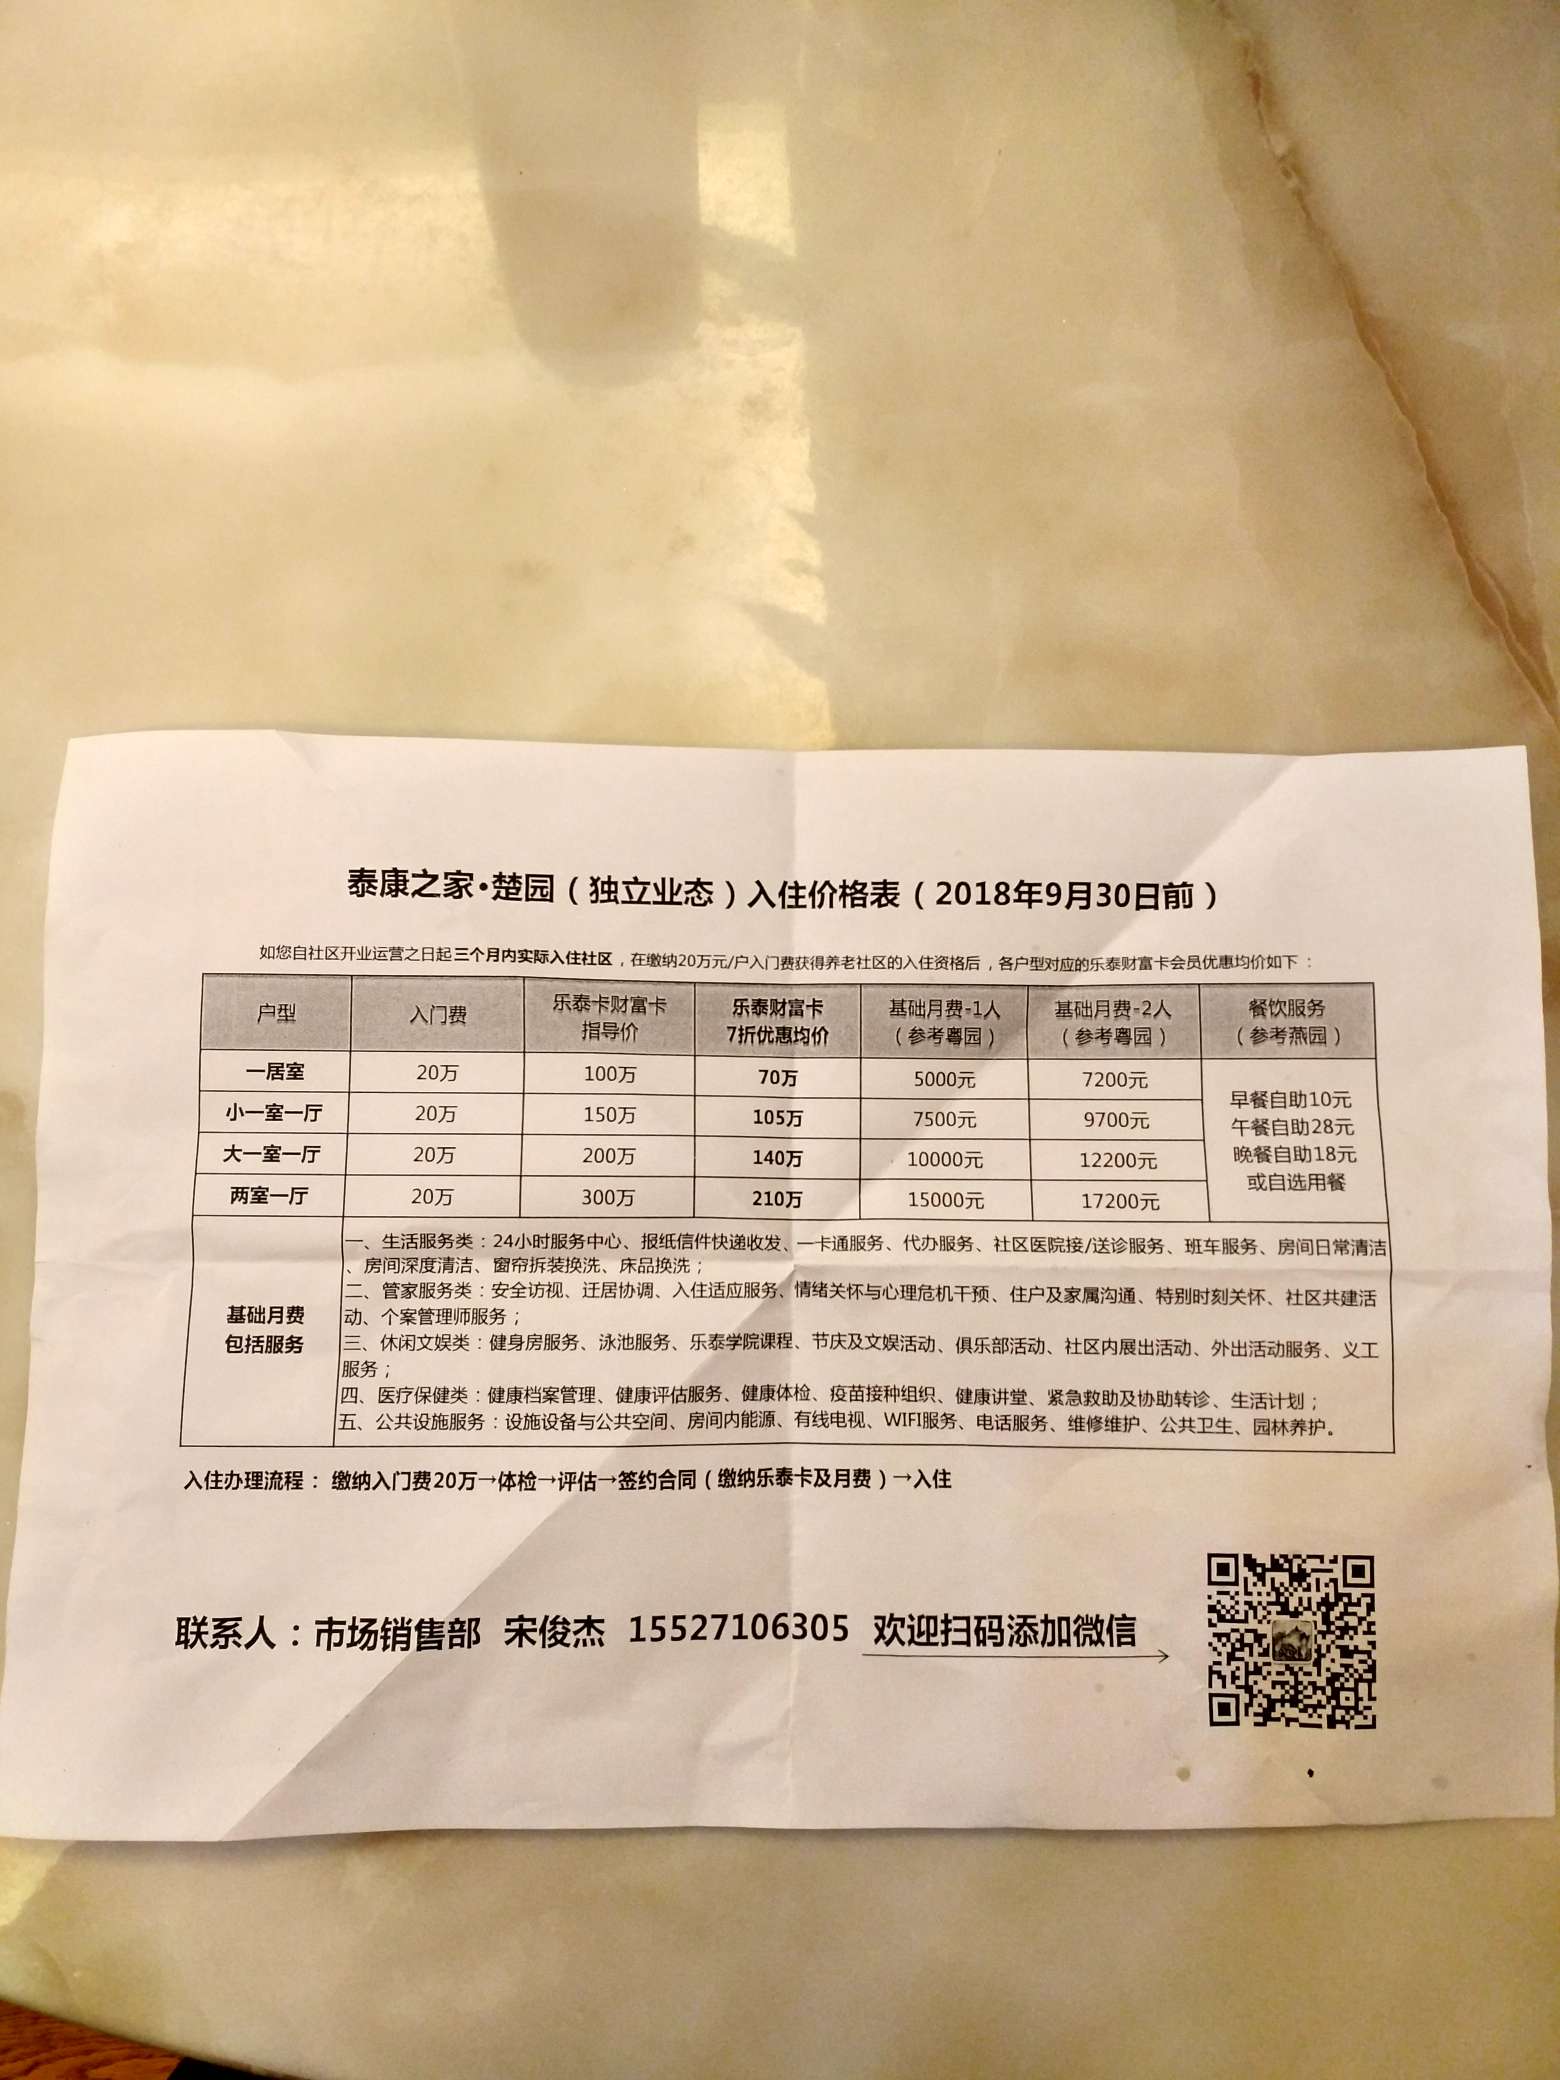 泰康之家•楚园（独立业态）入住价格表（2018年9月30日前）
如您自社区开业运营之日起三个月内实际入住社区，在缴纳20万元/户入门费获得养老社区的入住资格后，各户型对应的乐泰财富卡会员优惠均价如下：
户型 入门费 乐泰卡财富卡 指导价 乐泰财富卡 7折优惠均价 基础月费-1人 （参考粤园） 基础月费-2人 （参考粤园） 餐饮服务 （参考燕园）
一居室 20万 100万 70万 5000元 7200元
小一室一厅 20万 150万 105万 7500元 9700元
大一室一厅 20万 200万 140万 10000元 12200元
两室一厅 20万 300万 210万 15000元 17200元
早餐自助10元
午餐自助28元
晚餐自助18元
或自选用餐
基础月费
包括服务
一、生活服务类：24小时服务中心、报纸信件快递收发、一卡通服务、代办服务、社区医院接/送诊服务、班车服务、房间日常清洁
、房间深度清洁、窗帘拆装换洗、床品换洗；
二、管家服务类：安全访视、迁居协调、入住适应服务、情绪关怀与心理危机干预、住户及家属沟通、特别时刻关怀、社区共建活
动、个案管理师服务；
三、休闲文娱类：健身房服务、泳池服务、乐泰学院课程、节庆及文娱活动、俱乐部活动、社区内展出活动、外出活动服务、义工
服务；
四、医疗保健类：健康档案管理、健康评估服务、健康体检、疫苗接种组织、健康讲堂、紧急救助及协助转诊、生活计划；
五、公共设施服务：设施设备与公共空间、房间内能源、有线电视、WIFI服务、电话服务、维修维护、公共卫生、园林养护。
入住办理流程： 缴纳入门费20万→体检→评估→签约合同（缴纳乐泰卡及月费）→入住
联系人：市场销售部 宋俊杰 15527106305 欢迎扫码添加微信